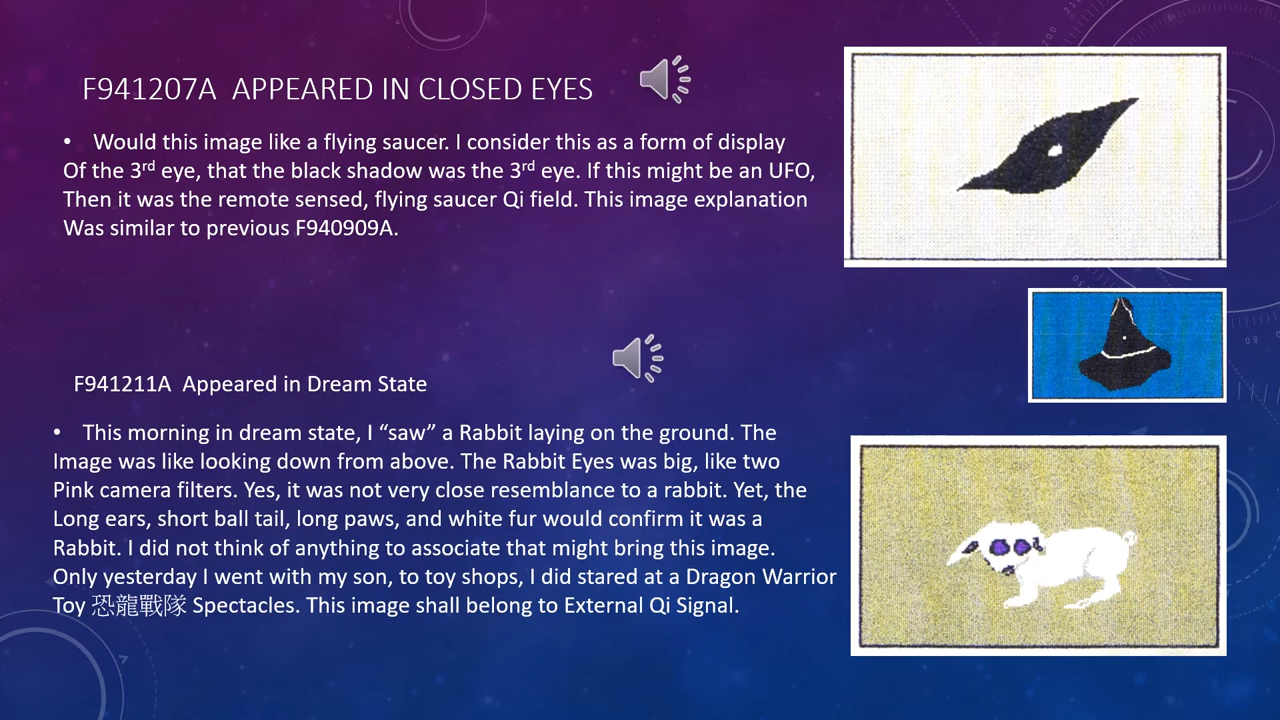 F941207A APPEARED IN CLOSED EYES
• Would this image like a flying saucer. I consider this as a form of display
Of the 3rd eye, that the black shadow was the 3rd eye. If this might be an UFO,
Then it was the remote sensed, flying saucer Qi field. This image explanation
Was similar to previous F940909A.
F941211A Appeared in Dream State
• This morning in dream state, I “saw” a Rabbit laying on the ground. The
Image was like looking down from above. The Rabbit Eyes was big, like two
Pink camera filters. Yes, it was not very close resemblance to a rabbit. Yet, the
Long ears, short ball tail, long paws, and white fur would confirm it was a
Rabbit. I did not think of anything to associate that might bring this image.
Only yesterday I went with my son, to toy shops, I did stared at a Dragon Warrior
Toy 恐龍戰隊 Spectacles. This image shall belong to External Qi Signal.